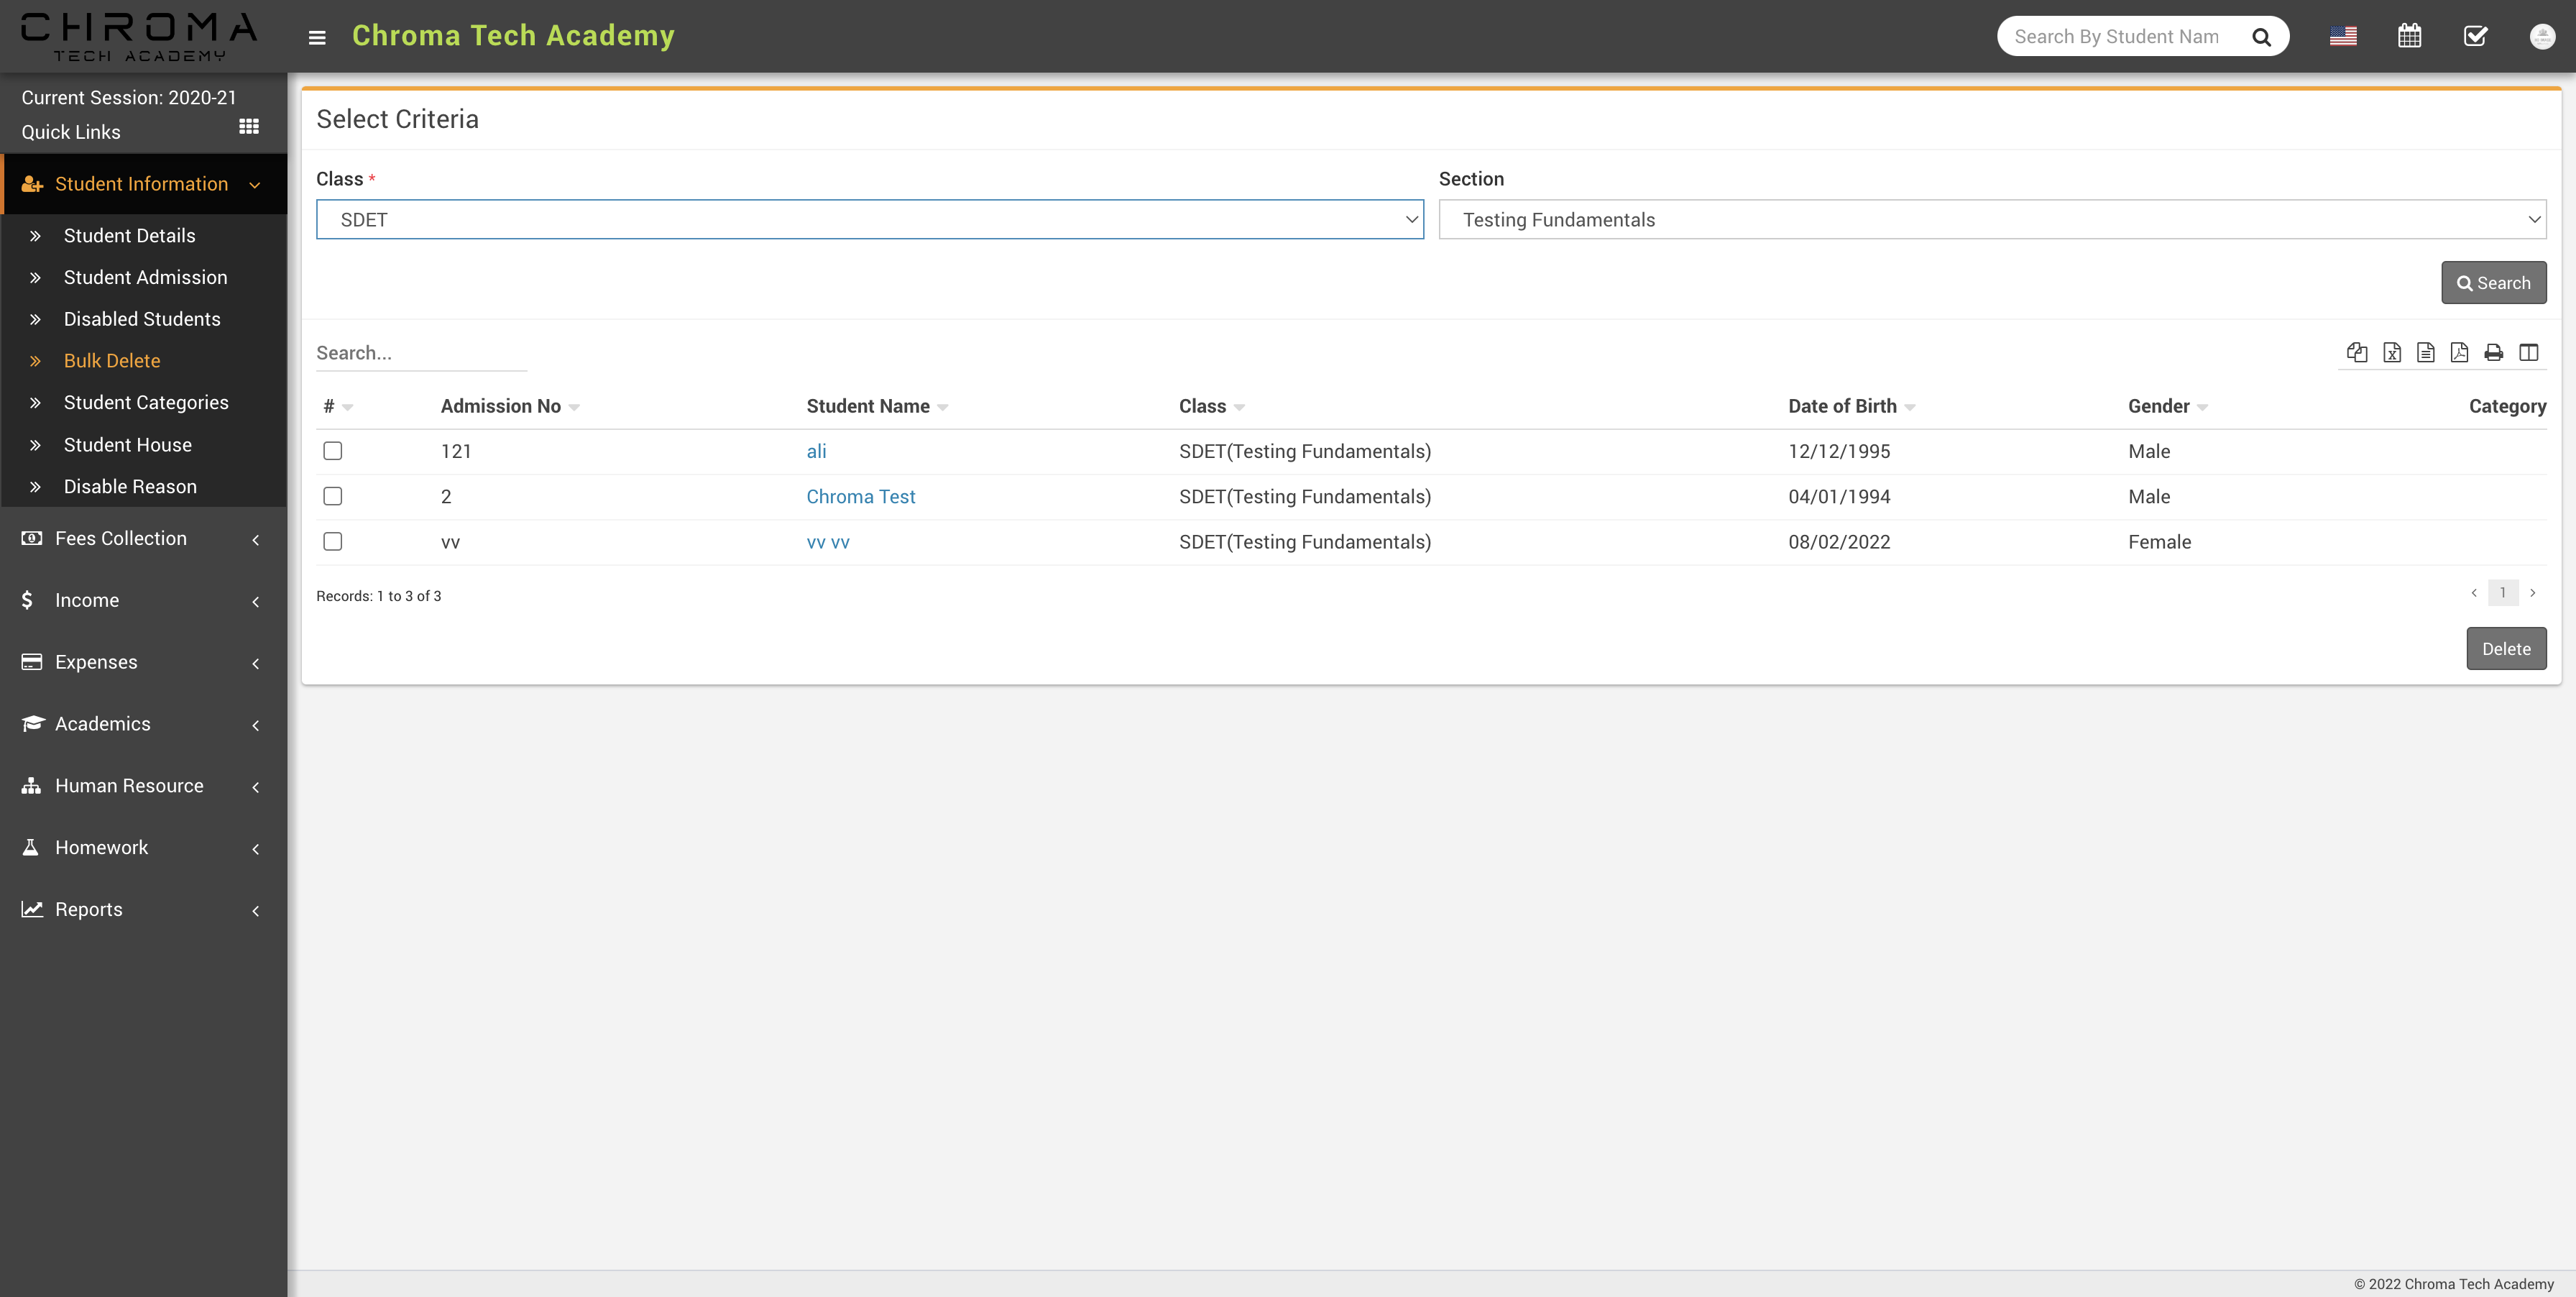 CHROMA
TECH ACADEMY
Chroma Tech Academy
Search By Student Nam
Current Session: 2020-21
Quick Links
Student Information
Student Details
Student Admission
Disabled Students
Bulk Delete
Student Categories
Student House
Disable Reason
Fees Collection
Income
Expenses
Academics
Human Resource
Homework
Reports
Select Criteria
Class * Section
SDET Testing Fundamentals
Search
Search...
# Admission No Student Name Class Date of Birth Gender Category
121 ali SDET(Testing Fundamentals) 12/12/1995 Male
2 Chroma Test SDET(Testing Fundamentals) 04/01/1994 Male
vv vv vv SDET(Testing Fundamentals) 08/02/2022 Female
Records: 1 to 3 of 3
1
Delete
© 2022 Chroma Tech Academy